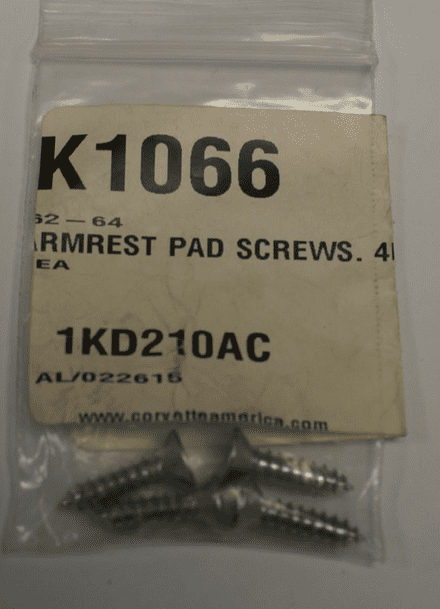 K1066
62 — 64
ARMREST PAD SCREWS. 4
EA
1KD210AC
AL/022615
www.corvetteamerica.com